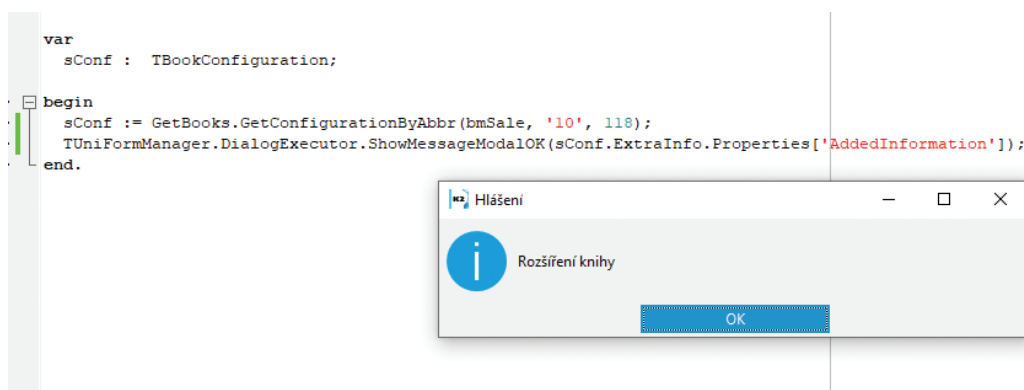 var
sConf :  TBookConfiguration;
begin
sConf := GetBooks.GetConfigurationByAbbr(bmSale, '10', 118);
TUniFormManager.DialogExecutor.ShowMessageModalOK(sConf.ExtraInfo.Properties['AddedInformation']);
end.
K2 Hlášení
Rozšíření knihy
OK